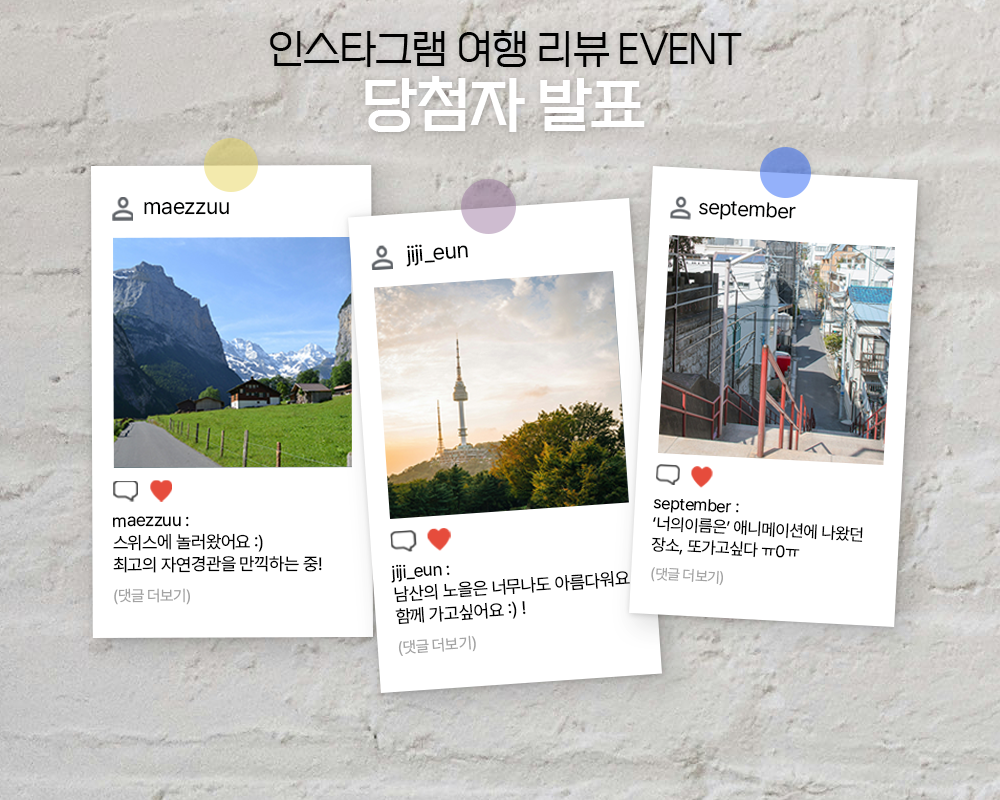 인스타그램 여행 리뷰 EVENT
당첨자 발표
maezzuu
maezzuu :
스위스에 놀러왔어요 :)
최고의 자연경관을 만끽하는 중!
(댓글 더보기)
jiji_eun
jiji_eun :
남산의 노을은 너무나도 아름다워요
함께 가고싶어요 :) !
(댓글 더보기)
september
september :
‘너의이름은’ 애니메이션에 나왔던
장소, 또가고싶다 ㅠ0ㅠ
(댓글 더보기)